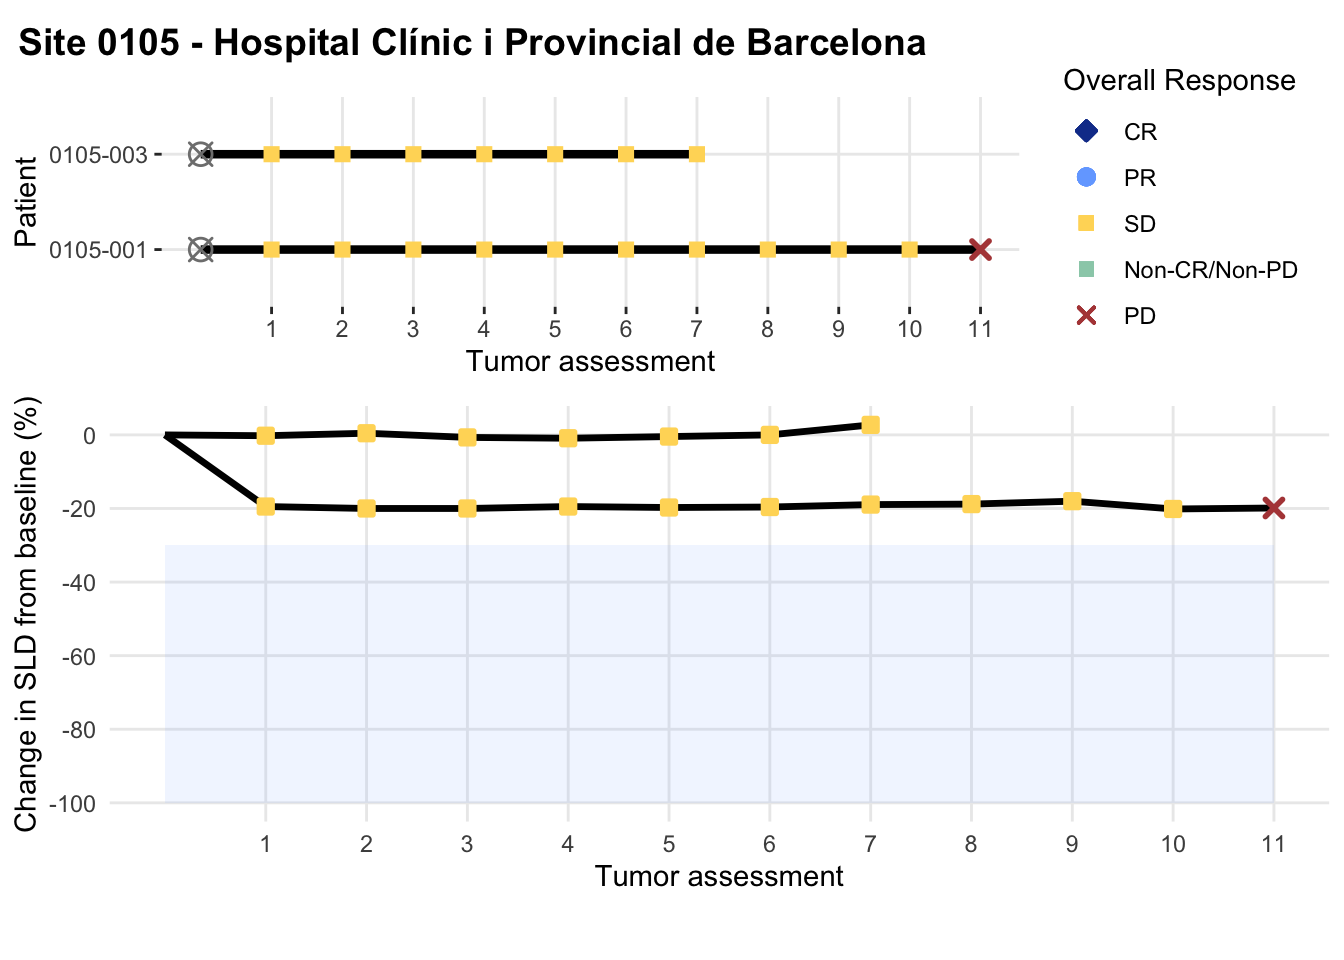 Site 0105 - Hospital Clínic i Provincial de Barcelona
Patient
0105-003
0105-001
1 2 3 4 5 6 7 8 9 10 11
Tumor assessment
Overall Response
CR
PR
SD
Non-CR/Non-PD
PD
Change in SLD from baseline (%)
0
-20
-40
-60
-80
-100
1 2 3 4 5 6 7 8 9 10 11
Tumor assessment